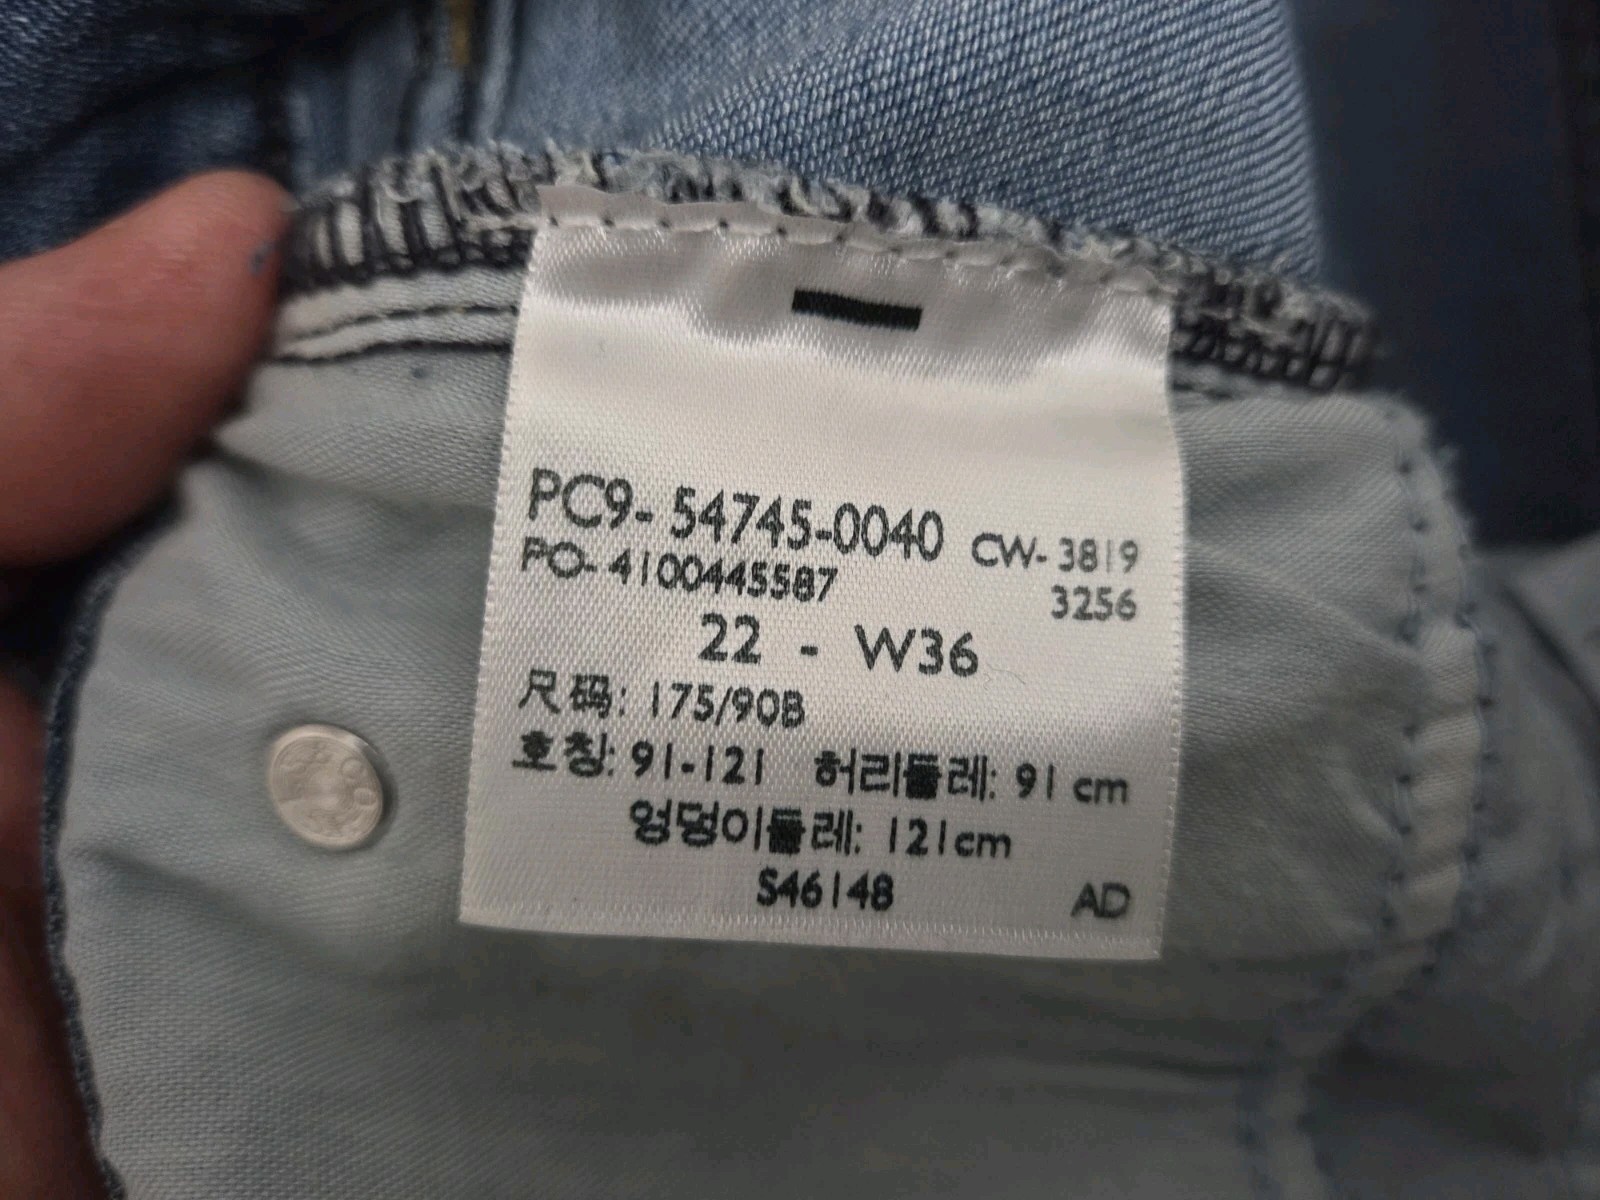 PC9-54745-0040 CW-3819
PO-4100445587 3256
22 - W36
尺码: 175/90B
호칭: 91-121 허리둘레: 91 cm
엉덩이둘레: 121cm
S46148 AD